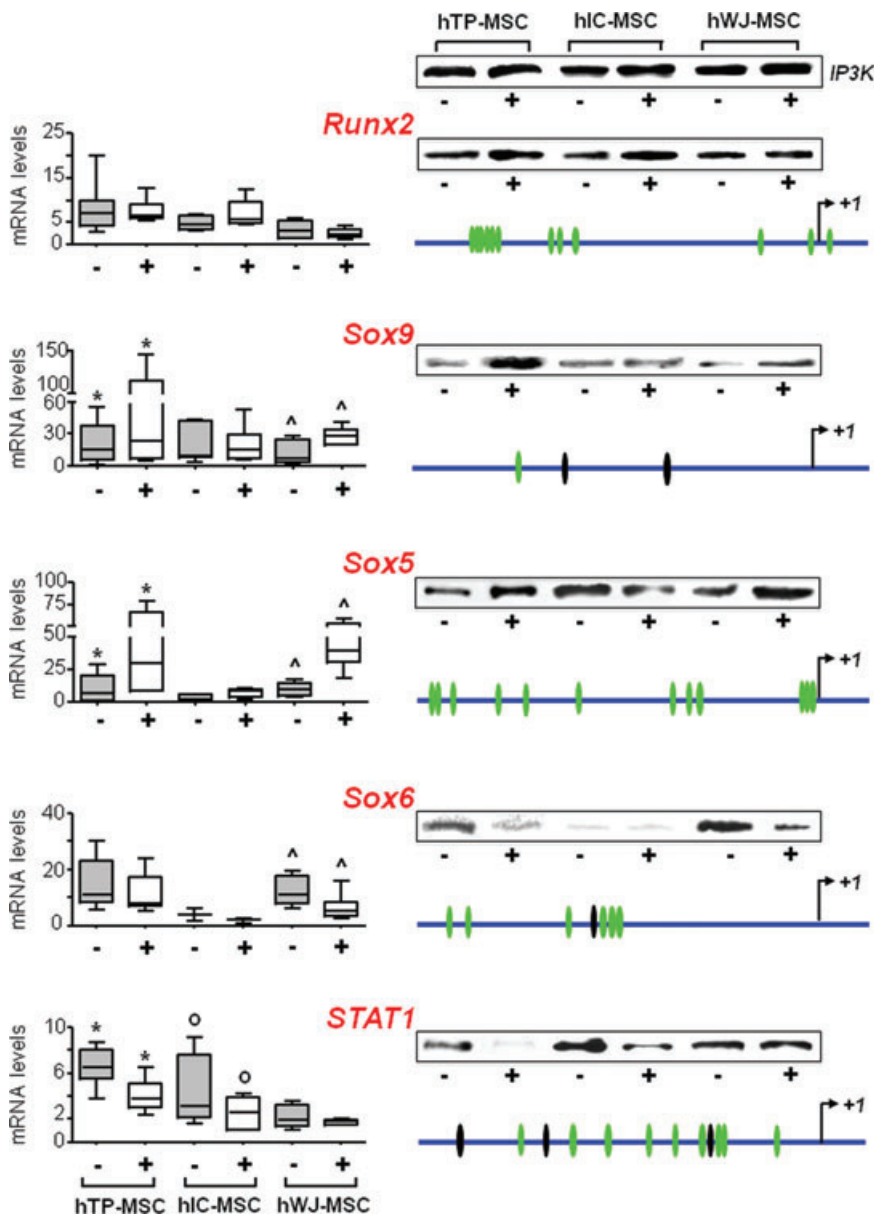 hTP-MSC hIC-MSC hWJ-MSC
IP3K
- + - + - +
Runx2
mRNA levels
25
15
5
0
- + - + - +
- + - + - +
+1
Sox9
mRNA levels
150
100
60
30
0
* * ^ ^
- + - + - +
- + - + - +
+1
Sox5
mRNA levels
100
75
50
25
0
* * ^ ^
- + - + - +
- + - + - +
+1
Sox6
mRNA levels
40
20
0
^ ^
- + - + - +
- + - + - +
+1
STAT1
mRNA levels
10
6
4
2
0
* * o o
- + - + - +
- + - + - +
+1
hTP-MSC hIC-MSC hWJ-MSC